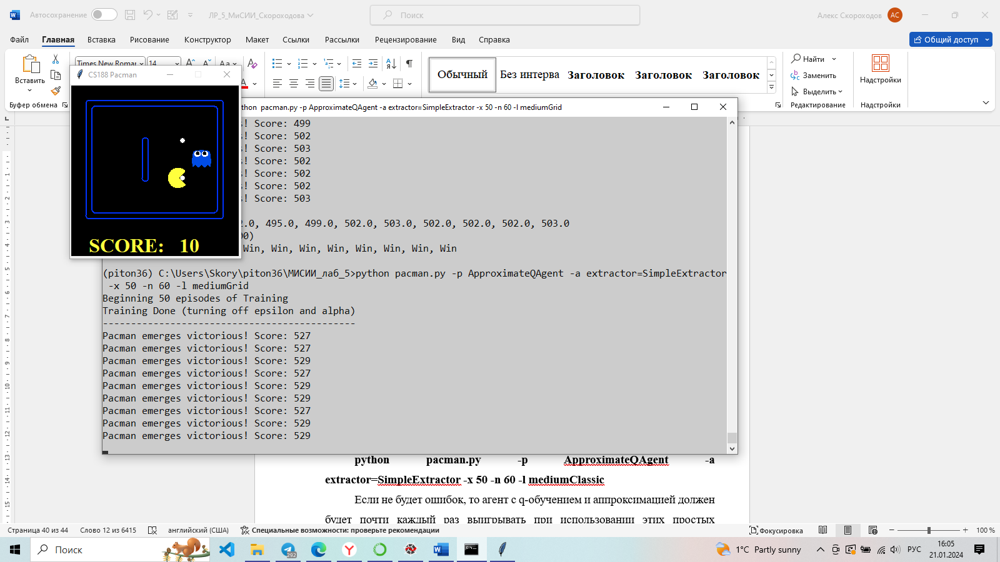 Автосохранение
ЛР_5_МиСИИ_Скороходова
Поиск
Алекс Скороходов
АС
Файл
Главная
Вставка
Рисование
Конструктор
Макет
Ссылки
Рассылки
Рецензирование
Вид
Справка
Общий доступ
Вставить
Буфер обмена
Times New Roman
14
Aa
Обычный
Без интерва
Заголовок
Заголовок
Заголовок
Найти
Заменить
Выделить
Редактирование
Надстройки
Надстройки
CS188 Pacman
SCORE: 10
pacman.py -p ApproximateQAgent -a extractor=SimpleExtractor -x 50 -n 60 -l mediumGrid
! Score: 499
! Score: 502
! Score: 503
! Score: 502
! Score: 502
! Score: 502
! Score: 503
495.0, 499.0, 502.0, 503.0, 502.0, 502.0, 502.0, 503.0
Win, Win, Win, Win, Win, Win, Win, Win
(piton36) C:\Users\Skory\piton36\МИСИИ_лаб_5>python pacman.py -p ApproximateQAgent -a extractor=SimpleExtractor
-x 50 -n 60 -l mediumGrid
Beginning 50 episodes of Training
Training Done (turning off epsilon and alpha)
---------------------------------------------
Pacman emerges victorious! Score: 527
Pacman emerges victorious! Score: 527
Pacman emerges victorious! Score: 529
Pacman emerges victorious! Score: 527
Pacman emerges victorious! Score: 529
Pacman emerges victorious! Score: 529
Pacman emerges victorious! Score: 527
Pacman emerges victorious! Score: 529
Pacman emerges victorious! Score: 529
python pacman.py -p ApproximateQAgent -a
extractor=SimpleExtractor -x 50 -n 60 -l mediumClassic
Если не будет ошибок, то агент с q-обучением и аппроксимацией должен
будет почти каждый раз выигрывать при использовании этих простых
Страница 40 из 44
Слово 12 из 6415
английский (США)
Специальные возможности: проверьте рекомендации
Фокусировка
100 %
Поиск
292
1°C Partly sunny
РУС
16:05
21.01.2024